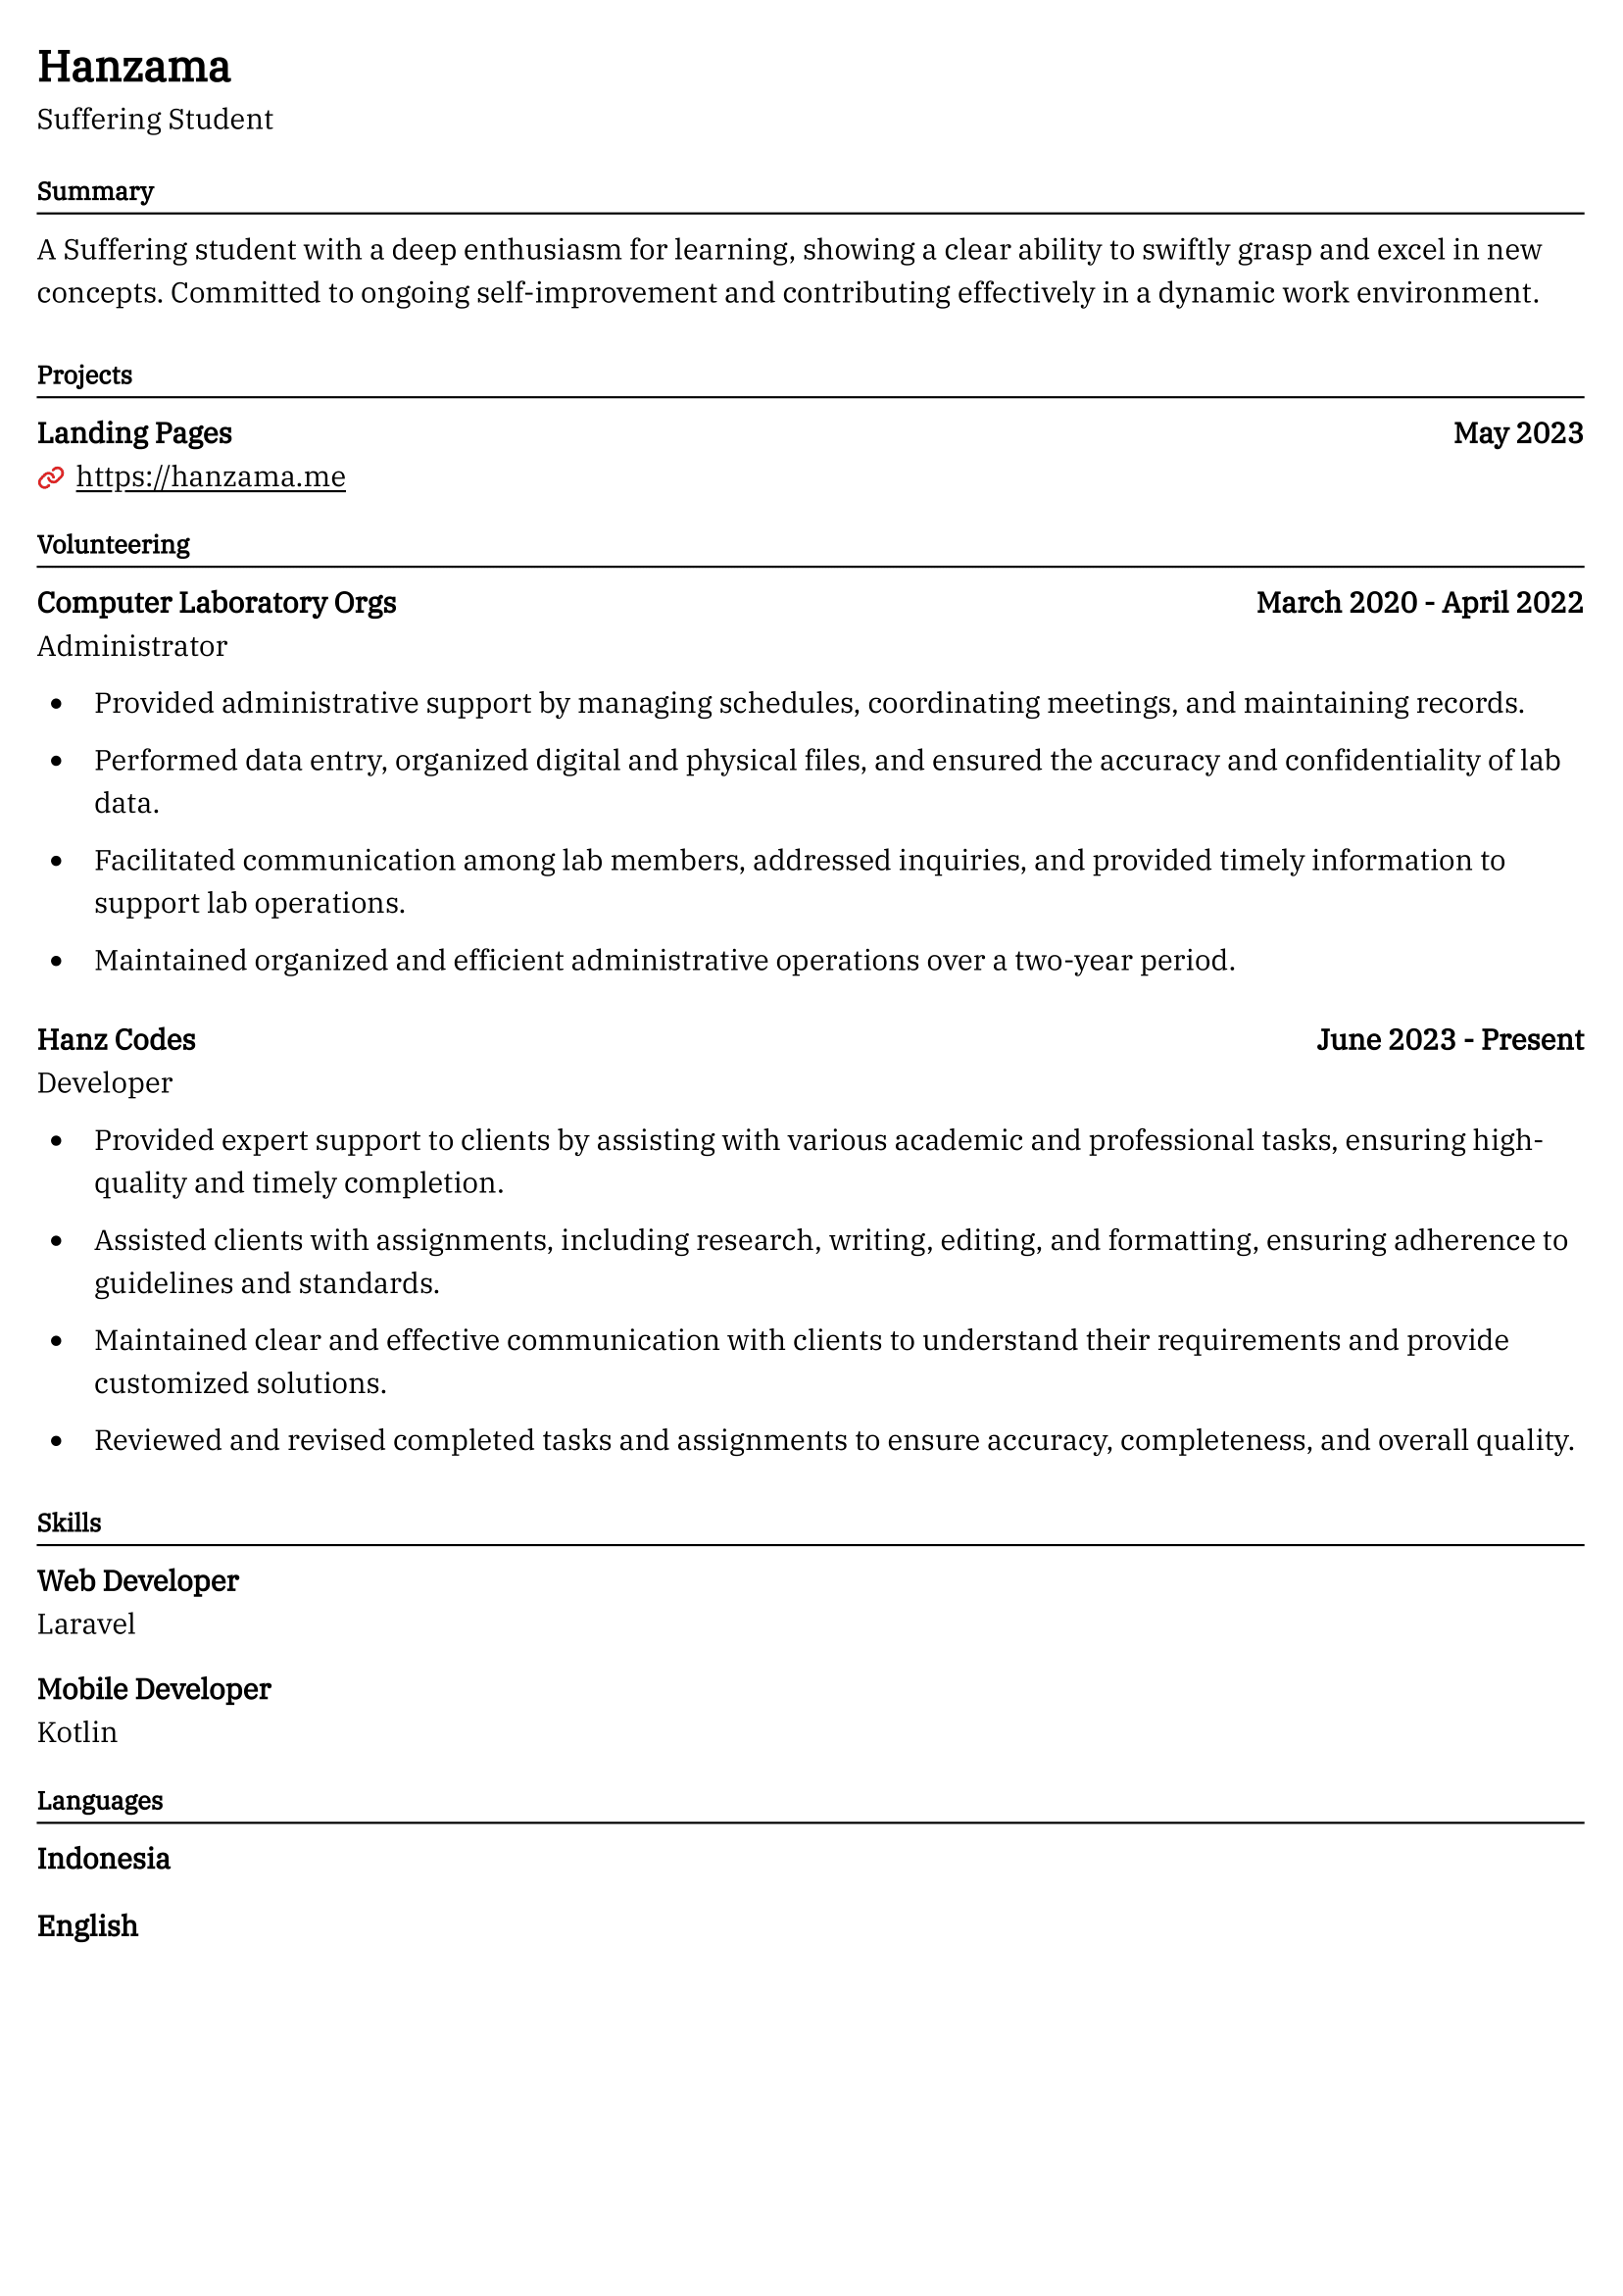 Hanzama
Suffering Student
Summary
A Suffering student with a deep enthusiasm for learning, showing a clear ability to swiftly grasp and excel in new
concepts. Committed to ongoing self-improvement and contributing effectively in a dynamic work environment.
Projects
Landing Pages May 2023
https://hanzama.me
Volunteering
Computer Laboratory Orgs March 2020 - April 2022
Administrator
• Provided administrative support by managing schedules, coordinating meetings, and maintaining records.
• Performed data entry, organized digital and physical files, and ensured the accuracy and confidentiality of lab
data.
• Facilitated communication among lab members, addressed inquiries, and provided timely information to
support lab operations.
• Maintained organized and efficient administrative operations over a two-year period.
Hanz Codes June 2023 - Present
Developer
• Provided expert support to clients by assisting with various academic and professional tasks, ensuring high-
quality and timely completion.
• Assisted clients with assignments, including research, writing, editing, and formatting, ensuring adherence to
guidelines and standards.
• Maintained clear and effective communication with clients to understand their requirements and provide
customized solutions.
• Reviewed and revised completed tasks and assignments to ensure accuracy, completeness, and overall quality.
Skills
Web Developer
Laravel
Mobile Developer
Kotlin
Languages
Indonesia
English